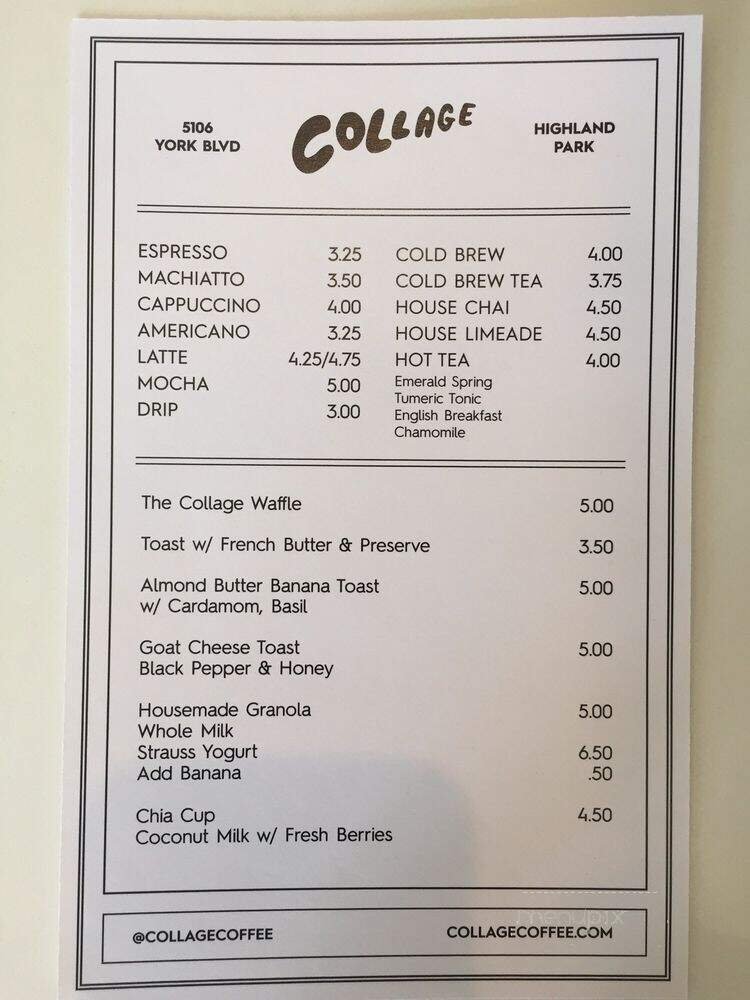 5106
YORK BLVD
COLLAGE
HIGHLAND
PARK
ESPRESSO 3.25
MACHIATTO 3.50
CAPPUCCINO 4.00
AMERICANO 3.25
LATTE 4.25/4.75
MOCHA 5.00
DRIP 3.00
COLD BREW 4.00
COLD BREW TEA 3.75
HOUSE CHAI 4.50
HOUSE LIMEADE 4.50
HOT TEA 4.00
Emerald Spring
Tumeric Tonic
English Breakfast
Chamomile
The Collage Waffle 5.00
Toast w/ French Butter & Preserve 3.50
Almond Butter Banana Toast 5.00
w/ Cardamom, Basil
Goat Cheese Toast 5.00
Black Pepper & Honey
Housemade Granola 5.00
Whole Milk
Strauss Yogurt 6.50
Add Banana .50
Chia Cup 4.50
Coconut Milk w/ Fresh Berries
menupix
@COLLAGECOFFEE COLLAGECOFFEE.COM